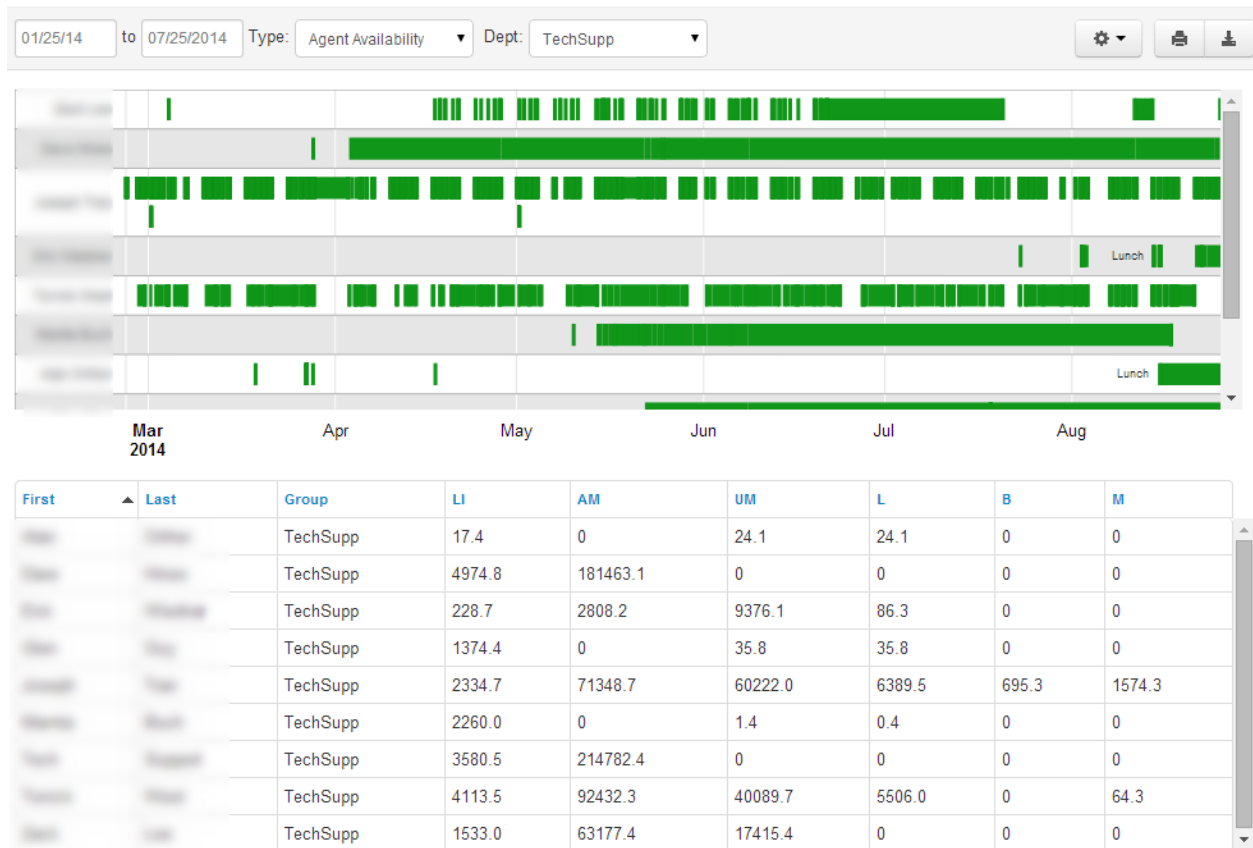 01/25/14 to 07/25/2014 Type: Agent Availability Dept: TechSupp
Lunch
Lunch
Mar Apr May Jun Jul Aug
2014
First Last Group LI AM UM L B M
TechSupp 17.4 0 24.1 24.1 0 0
TechSupp 4974.8 181463.1 0 0 0 0
TechSupp 228.7 2808.2 9376.1 86.3 0 0
TechSupp 1374.4 0 35.8 35.8 0 0
TechSupp 2334.7 71348.7 60222.0 6389.5 695.3 1574.3
TechSupp 2260.0 0 1.4 0.4 0 0
TechSupp 3580.5 214782.4 0 0 0 0
TechSupp 4113.5 92432.3 40089.7 5506.0 0 64.3
TechSupp 1533.0 63177.4 17415.4 0 0 0